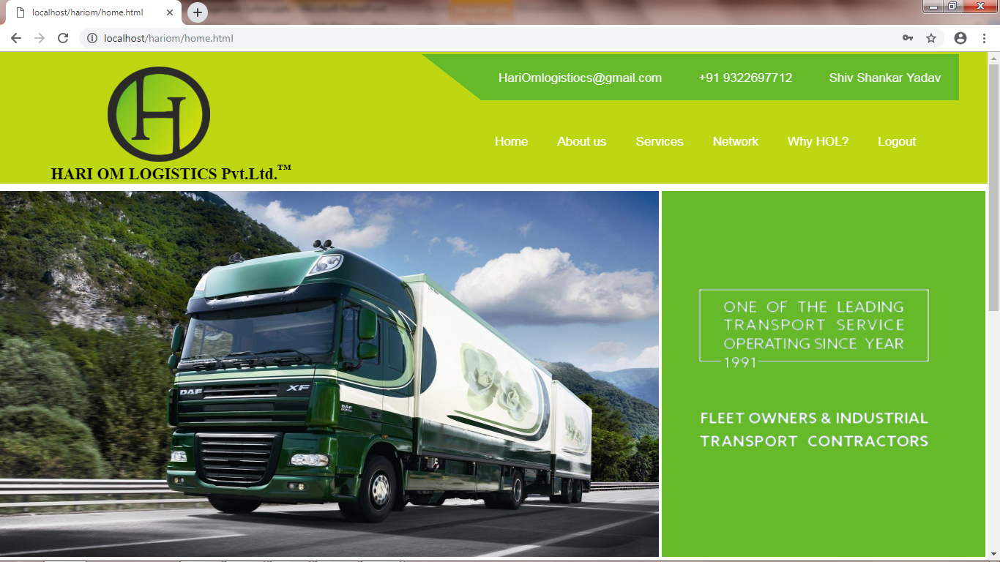 localhost/hariom/home.html
localhost/hariom/home.html
HariOmlogistiocs@gmail.com +91 9322697712 Shiv Shankar Yadav
H
HARI OM LOGISTICS Pvt.Ltd.™
Home About us Services Network Why HOL? Logout
DAF XF
DAF
ONE OF THE LEADING
TRANSPORT SERVICE
OPERATING SINCE YEAR
1991
FLEET OWNERS & INDUSTRIAL
TRANSPORT CONTRACTORS